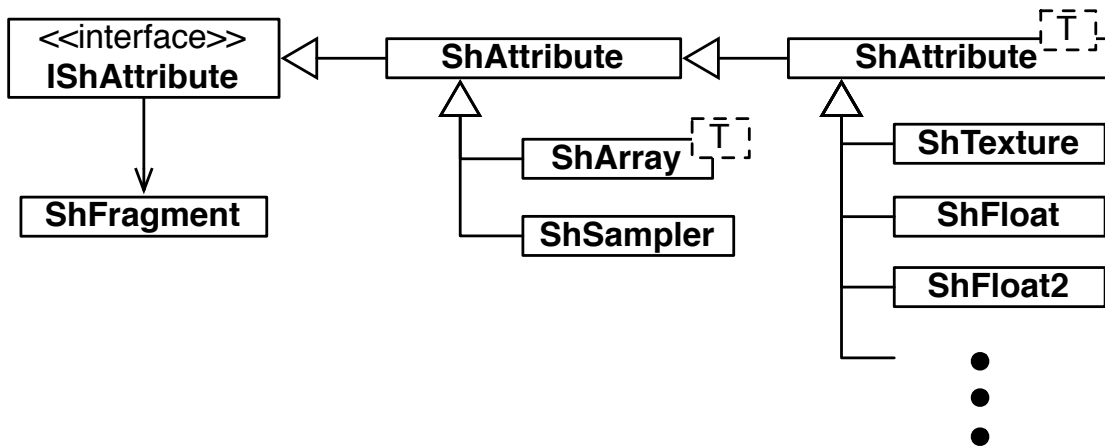 <<interface>>
IShAttribute
ShAttribute
T
ShAttribute
T
ShArray
ShTexture
ShFragment
ShSampler
ShFloat
ShFloat2